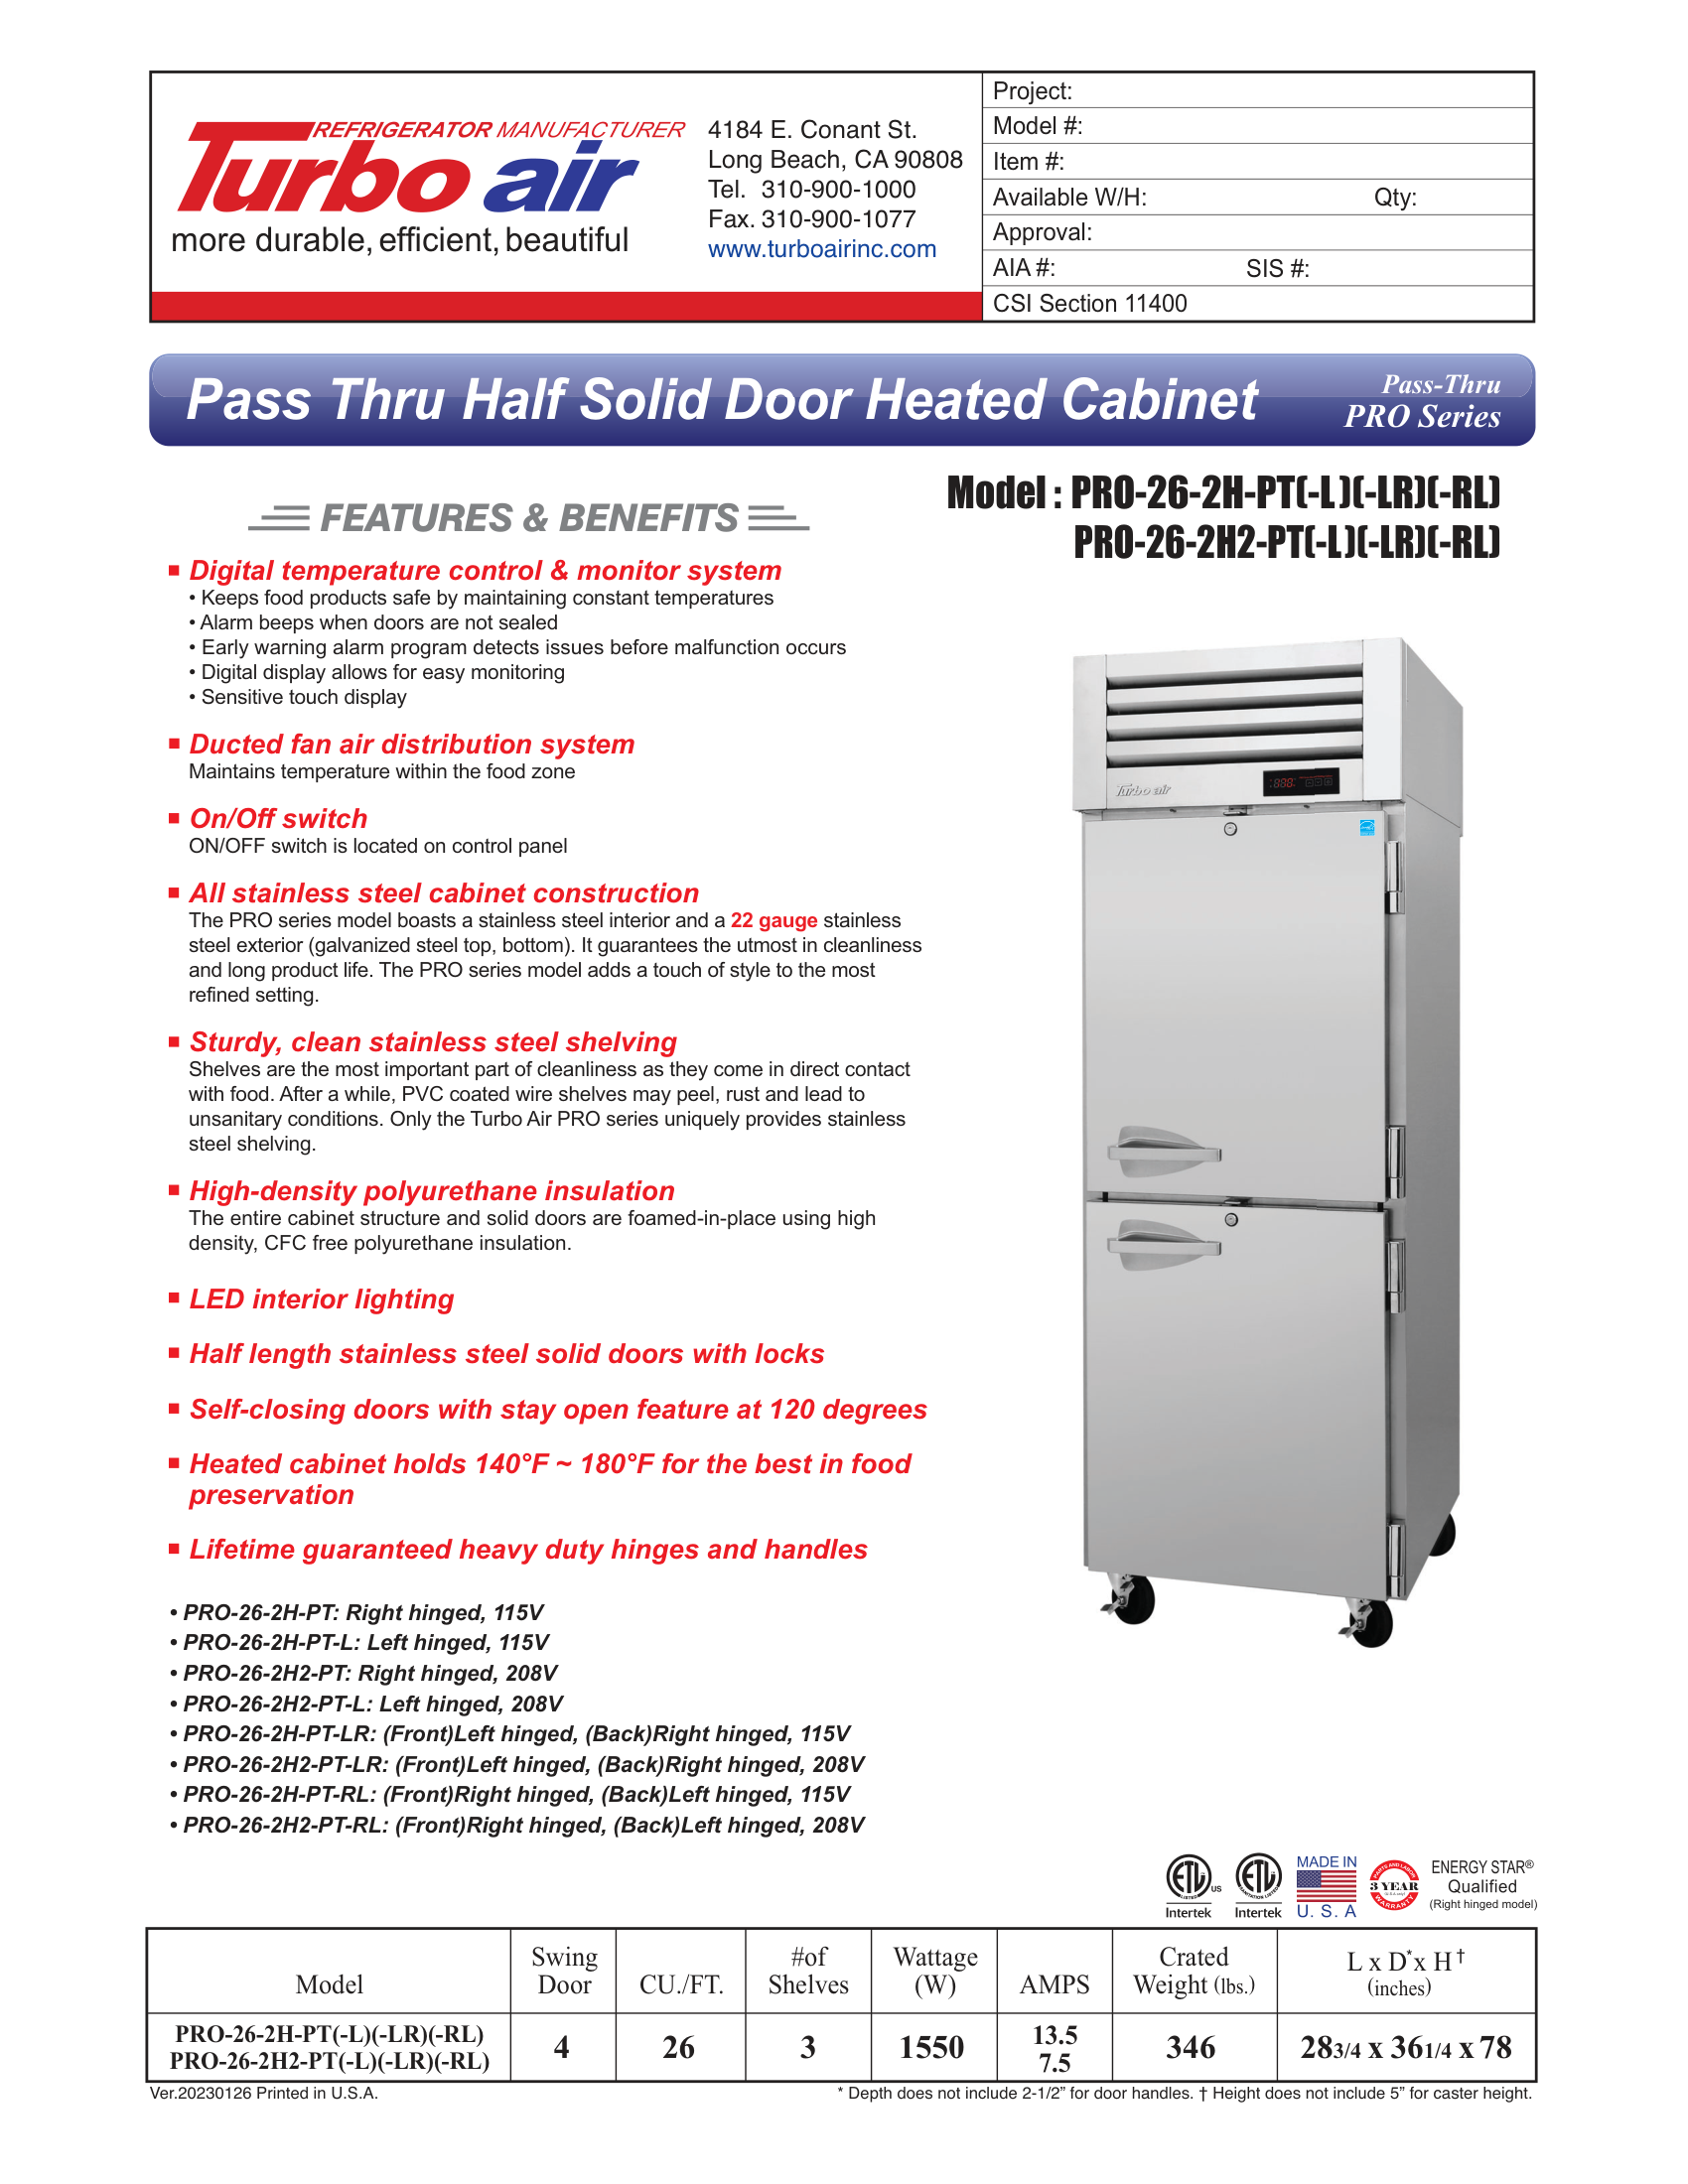 REFRIGERATOR MANUFACTURER
Turbo air
more durable, efficient, beautiful
4184 E. Conant St.
Long Beach, CA 90808
Tel. 310-900-1000
Fax. 310-900-1077
www.turboairinc.com
Project:
Model #:
Item #:
Available W/H: Qty:
Approval:
AIA #: SIS #:
CSI Section 11400
Pass Thru Half Solid Door Heated Cabinet
Pass-Thru
PRO Series
Model : PRO-26-2H-PT(-L)(-LR)(-RL)
PRO-26-2H2-PT(-L)(-LR)(-RL)
FEATURES & BENEFITS
Digital temperature control & monitor system
• Keeps food products safe by maintaining constant temperatures
• Alarm beeps when doors are not sealed
• Early warning alarm program detects issues before malfunction occurs
• Digital display allows for easy monitoring
• Sensitive touch display
Ducted fan air distribution system
Maintains temperature within the food zone
On/Off switch
ON/OFF switch is located on control panel
All stainless steel cabinet construction
The PRO series model boasts a stainless steel interior and a 22 gauge stainless
steel exterior (galvanized steel top, bottom). It guarantees the utmost in cleanliness
and long product life. The PRO series model adds a touch of style to the most
refined setting.
Sturdy, clean stainless steel shelving
Shelves are the most important part of cleanliness as they come in direct contact
with food. After a while, PVC coated wire shelves may peel, rust and lead to
unsanitary conditions. Only the Turbo Air PRO series uniquely provides stainless
steel shelving.
High-density polyurethane insulation
The entire cabinet structure and solid doors are foamed-in-place using high
density, CFC free polyurethane insulation.
LED interior lighting
Half length stainless steel solid doors with locks
Self-closing doors with stay open feature at 120 degrees
Heated cabinet holds 140°F ~ 180°F for the best in food
preservation
Lifetime guaranteed heavy duty hinges and handles
• PRO-26-2H-PT: Right hinged, 115V
• PRO-26-2H-PT-L: Left hinged, 115V
• PRO-26-2H2-PT: Right hinged, 208V
• PRO-26-2H2-PT-L: Left hinged, 208V
• PRO-26-2H-PT-LR: (Front)Left hinged, (Back)Right hinged, 115V
• PRO-26-2H2-PT-LR: (Front)Left hinged, (Back)Right hinged, 208V
• PRO-26-2H-PT-RL: (Front)Right hinged, (Back)Left hinged, 115V
• PRO-26-2H2-PT-RL: (Front)Right hinged, (Back)Left hinged, 208V
Turbo air
888
ETL LISTED US
Intertek
ETL SANITATION LISTED
Intertek
MADE IN
U. S. A
PARTS AND LABOR
3 YEAR
WARRANTY
ENERGY STAR®
Qualified
(Right hinged model)
Model Swing Door CU./FT. #of Shelves Wattage (W) AMPS Crated Weight (lbs.) L x D* x H † (inches)
PRO-26-2H-PT(-L)(-LR)(-RL) PRO-26-2H2-PT(-L)(-LR)(-RL) 4 26 3 1550 13.5 7.5 346 283/4 x 361/4 x 78
Ver.20230126 Printed in U.S.A.
* Depth does not include 2-1/2” for door handles. † Height does not include 5” for caster height.